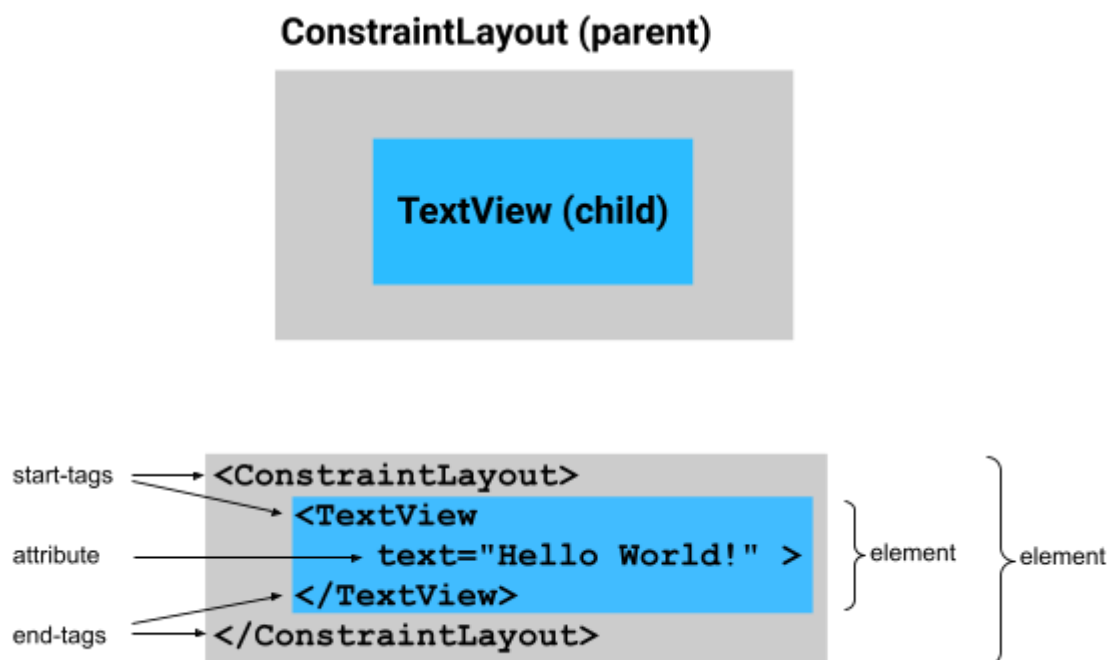 ConstraintLayout (parent)
TextView (child)
start-tags
<ConstraintLayout>
<TextView
attribute
text="Hello World!" >
element
element
</TextView>
end-tags
</ConstraintLayout>